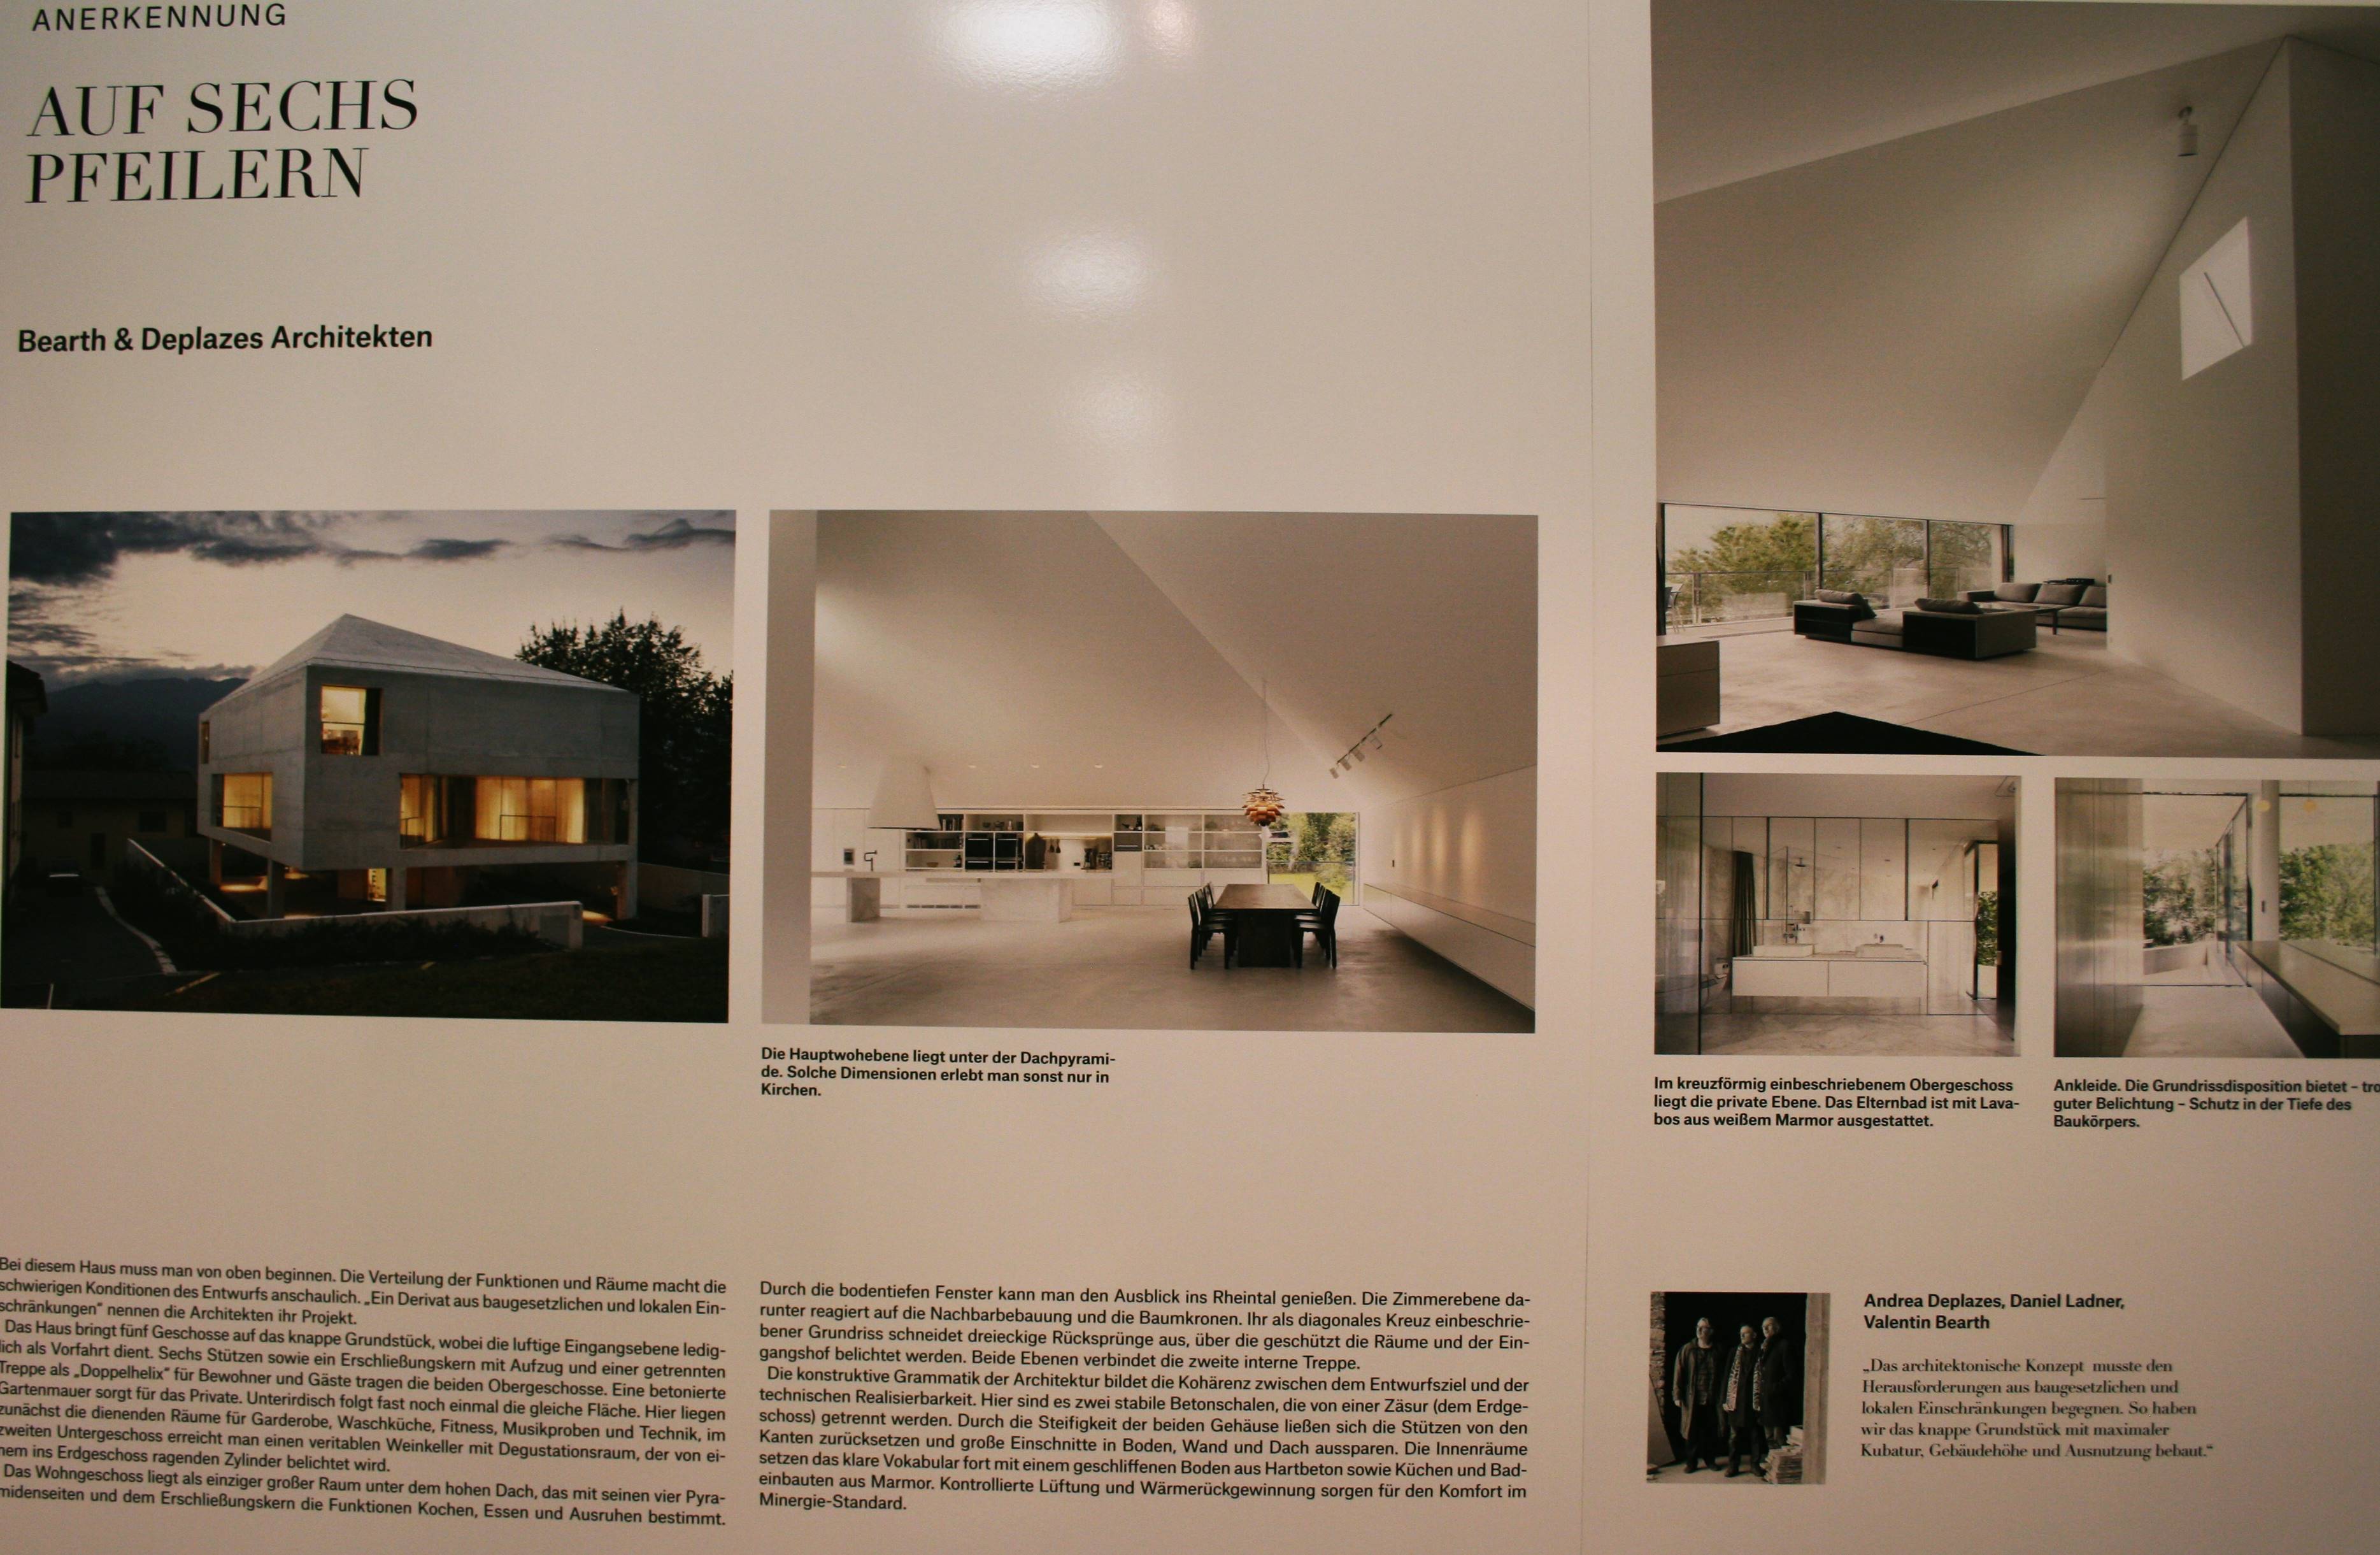 ANERKENNUNG
AUF SECHS
PFEILERN
Bearth & Deplazes Architekten
Die Hauptwohebene liegt unter der Dachpyrami-
de. Solche Dimensionen erlebt man sonst nur in
Kirchen.
Im kreuzförmig einbeschriebenem Obergeschoss
liegt die private Ebene. Das Elternbad ist mit Lava-
bos aus weißem Marmor ausgestattet.
Ankleide. Die Grundrissdisposition bietet –
guter Belichtung – Schutz in der Tiefe des
Baukörpers.
Bei diesem Haus muss man von oben beginnen. Die Verteilung der Funktionen und Räume macht die
schwierigen Konditionen des Entwurfs anschaulich. „Ein Derivat aus baugesetzlichen und lokalen Ein-
schränkungen“ nennen die Architekten ihr Projekt.
Das Haus bringt fünf Geschosse auf das knappe Grundstück, wobei die luftige Eingangsebene ledig-
lich als Vorfahrt dient. Sechs Stützen sowie ein Erschließungskern mit Aufzug und einer getrennten
Treppe als „Doppelhelix“ für Bewohner und Gäste tragen die beiden Obergeschosse. Eine betonierte
Gartenmauer sorgt für das Private. Unterirdisch folgt fast noch einmal die gleiche Fläche. Hier liegen
zunächst die dienenden Räume für Garderobe, Waschküche, Fitness, Musikproben und Technik, im
zweiten Untergeschoss erreicht man einen veritablen Weinkeller mit Degustationsraum, der von ei-
nem ins Erdgeschoss ragenden Zylinder belichtet wird.
Das Wohngeschoss liegt als einziger großer Raum unter dem hohen Dach, das mit seinen vier Pyra-
midenseiten und dem Erschließungskern die Funktionen Kochen, Essen und Ausruhen bestimmt.
Durch die bodentiefen Fenster kann man den Ausblick ins Rheintal genießen. Die Zimmerebene da-
runter reagiert auf die Nachbarbebauung und die Baumkronen. Ihr als diagonales Kreuz einbeschrie-
bener Grundriss schneidet dreieckige Rücksprünge aus, über die geschützt die Räume und der Ein-
gangshof belichtet werden. Beide Ebenen verbindet die zweite interne Treppe.
Die konstruktive Grammatik der Architektur bildet die Kohärenz zwischen dem Entwurfsziel und der
technischen Realisierbarkeit. Hier sind es zwei stabile Betonschalen, die von einer Zäsur (dem Erdge-
schoss) getrennt werden. Durch die Steifigkeit der beiden Gehäuse ließen sich die Stützen von den
Kanten zurücksetzen und große Einschnitte in Boden, Wand und Dach aussparen. Die Innenräume
setzen das klare Vokabular fort mit einem geschliffenen Boden aus Hartbeton sowie Küchen und Bad-
einbauten aus Marmor. Kontrollierte Lüftung und Wärmerückgewinnung sorgen für den Komfort im
Minergie-Standard.
Andrea Deplazes, Daniel Ladner,
Valentin Bearth
„Das architektonische Konzept musste den
Herausforderungen aus baugesetzlichen und
lokalen Einschränkungen begegnen. So haben
wir das knappe Grundstück mit maximaler
Kubatur, Gebäudehöhe und Ausnutzung bebaut.“